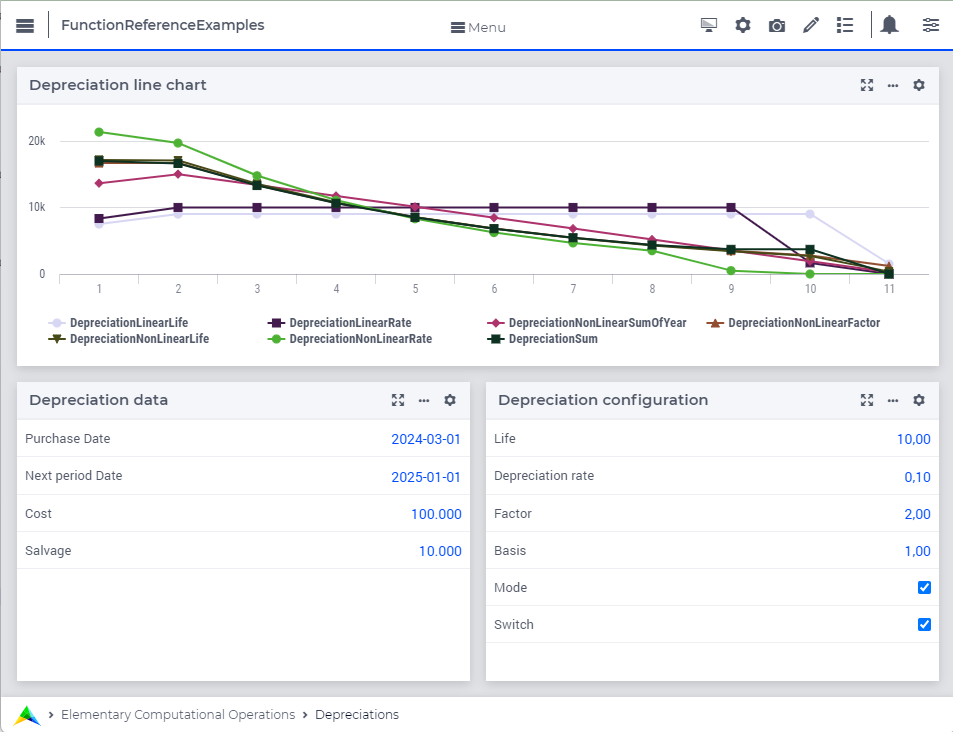 FunctionReferenceExamples Menu
Depreciation line chart
20k
10k
0
1 2 3 4 5 6 7 8 9 10 11
DepreciationLinearLife DepreciationLinearRate DepreciationNonLinearSumOfYear DepreciationNonLinearFactor
DepreciationNonLinearLife DepreciationNonLinearRate DepreciationSum
Depreciation data
Purchase Date 2024-03-01
Next period Date 2025-01-01
Cost 100.000
Salvage 10.000
Depreciation configuration
Life 10,00
Depreciation rate 0,10
Factor 2,00
Basis 1,00
Mode
Switch
Elementary Computational Operations Depreciations